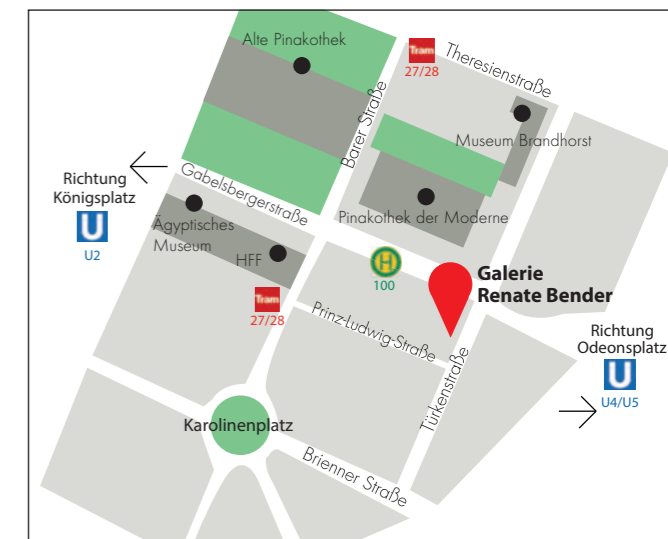 Alte Pinakothek
Tram
27/28
Theresienstraße
Barer Straße
Museum Brandhorst
Richtung
Königsplatz
U
U2
Gabelsbergerstraße
Ägyptisches
Museum
HFF
Pinakothek der Moderne
H
100
Galerie
Renate Bender
Tram
27/28
Prinz-Ludwig-Straße
Türkenstraße
Richtung
Odeonsplatz
U
U4/U5
Karolinenplatz
Brienner Straße